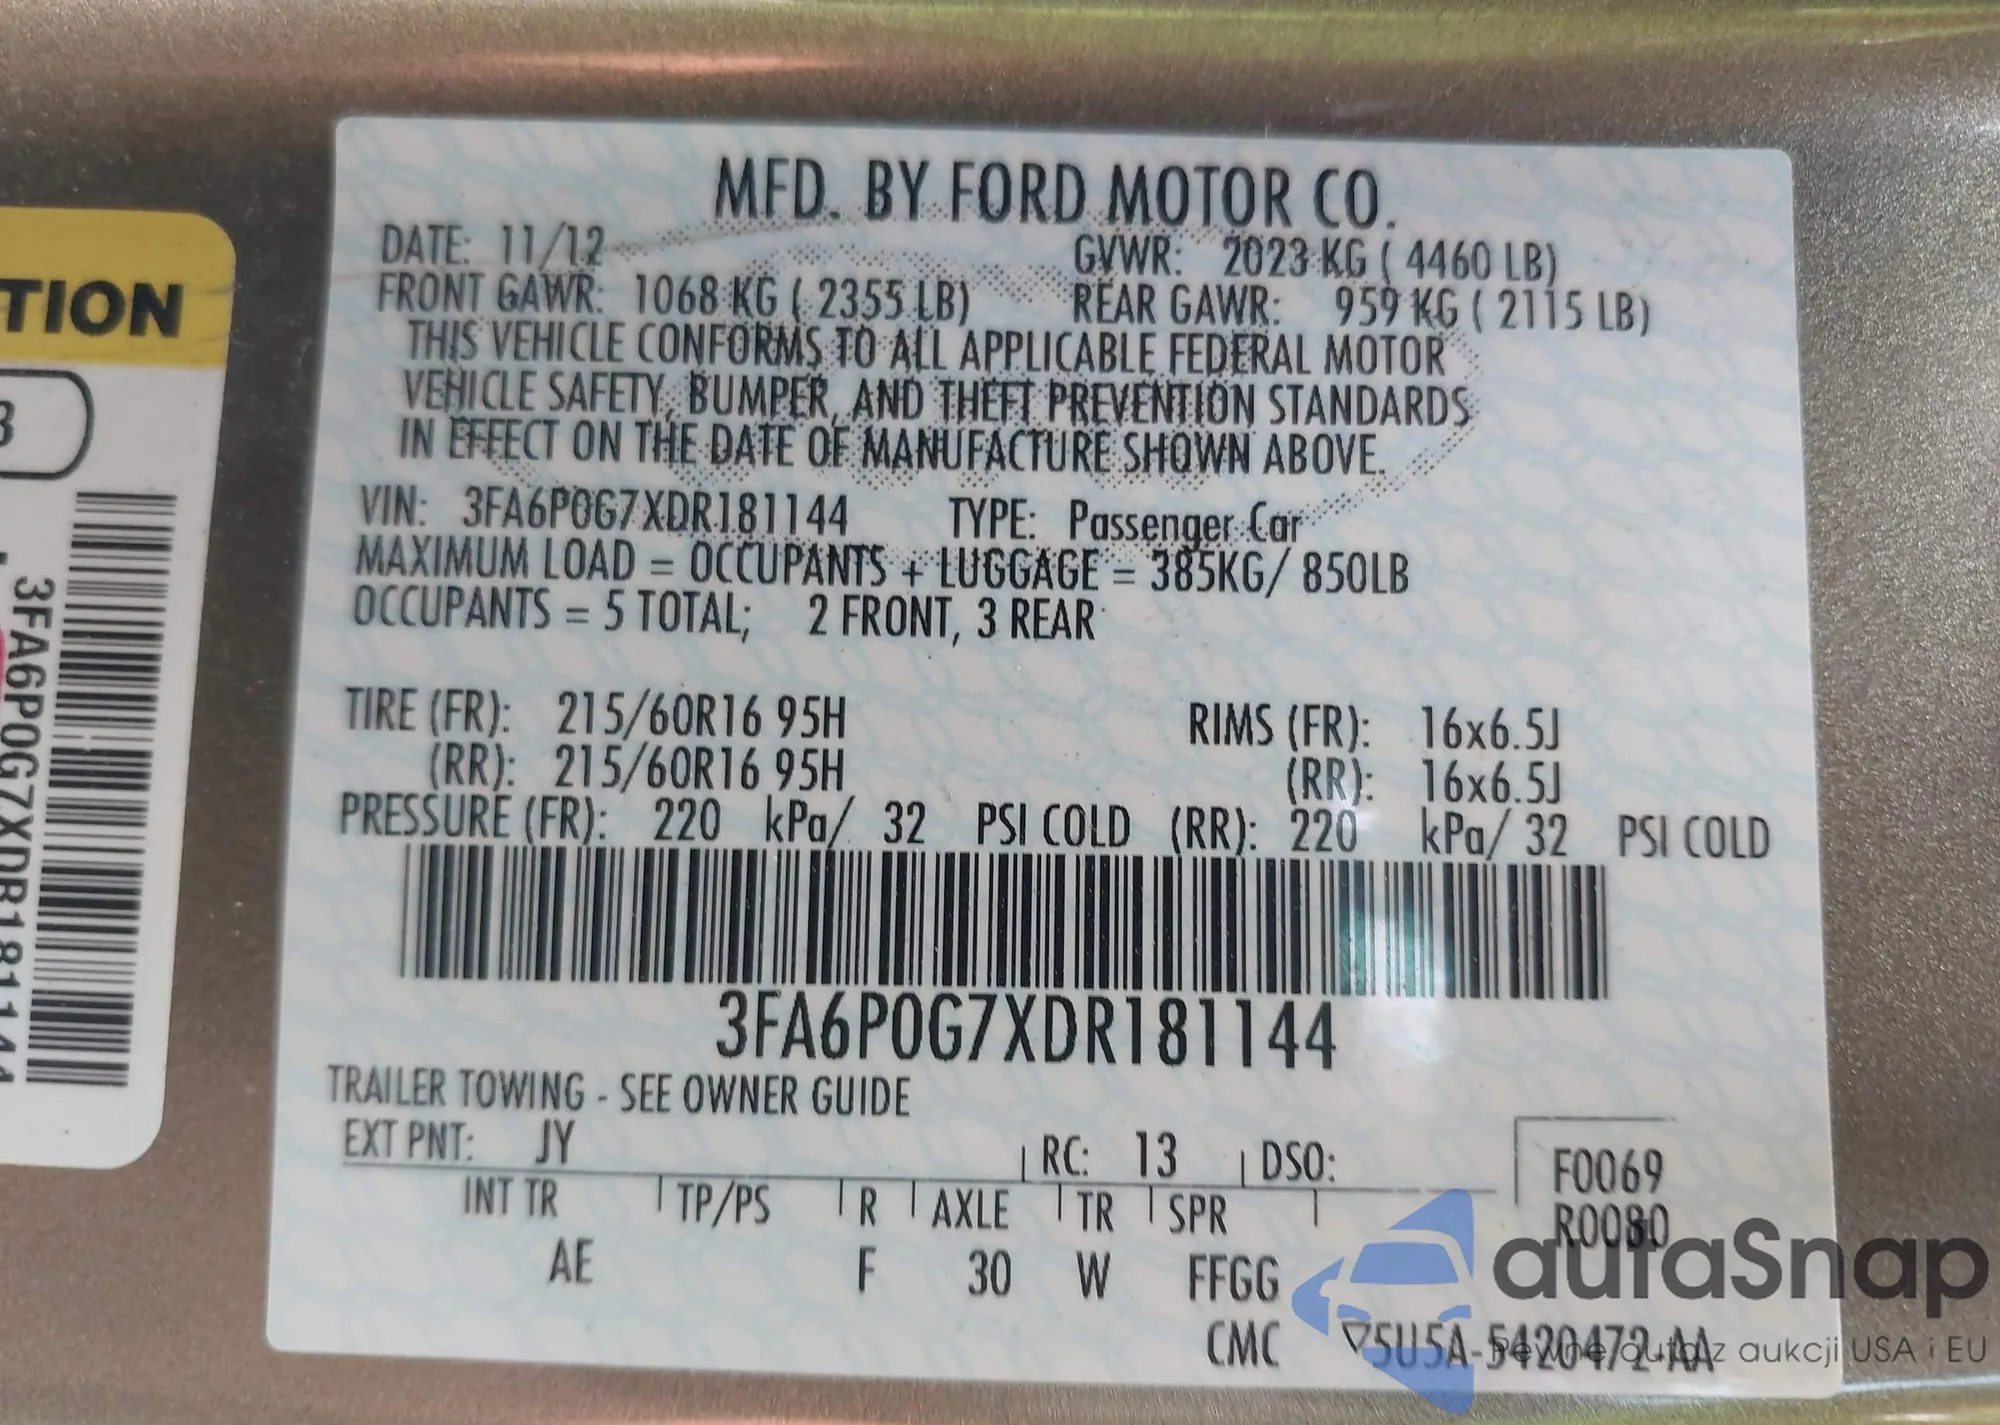 MFD. BY FORD MOTOR CO.
DATE: 11/12 GVWR: 2023 KG ( 4460 LB)
FRONT GAWR: 1068 KG ( 2355 LB) REAR GAWR: 959 KG ( 2115 LB)
THIS VEHICLE CONFORMS TO ALL APPLICABLE FEDERAL MOTOR
VEHICLE SAFETY, BUMPER, AND THEFT PREVENTION STANDARDS
IN EFFECT ON THE DATE OF MANUFACTURE SHOWN ABOVE.
VIN: 3FA6P0G7XDR181144 TYPE: Passenger Car
MAXIMUM LOAD = OCCUPANTS + LUGGAGE = 385KG/ 850LB
OCCUPANTS = 5 TOTAL; 2 FRONT, 3 REAR
TIRE (FR): 215/60R16 95H RIMS (FR): 16x6.5J
(RR): 215/60R16 95H (RR): 16x6.5J
PRESSURE (FR): 220 kPa/ 32 PSI COLD (RR): 220 kPa/ 32 PSI COLD
3FA6P0G7XDR181144
TRAILER TOWING - SEE OWNER GUIDE
EXT PNT: JY RC: 13 DSO: F0069
INT TR TP/PS R AXLE TR SPR R0080
AE F 30 W FFGG
CMC ▽5U5A-5420472-AA
TION
3
3FA6P0G7XDR181144
autaSnap
Pewne auta z aukcji USA i EU